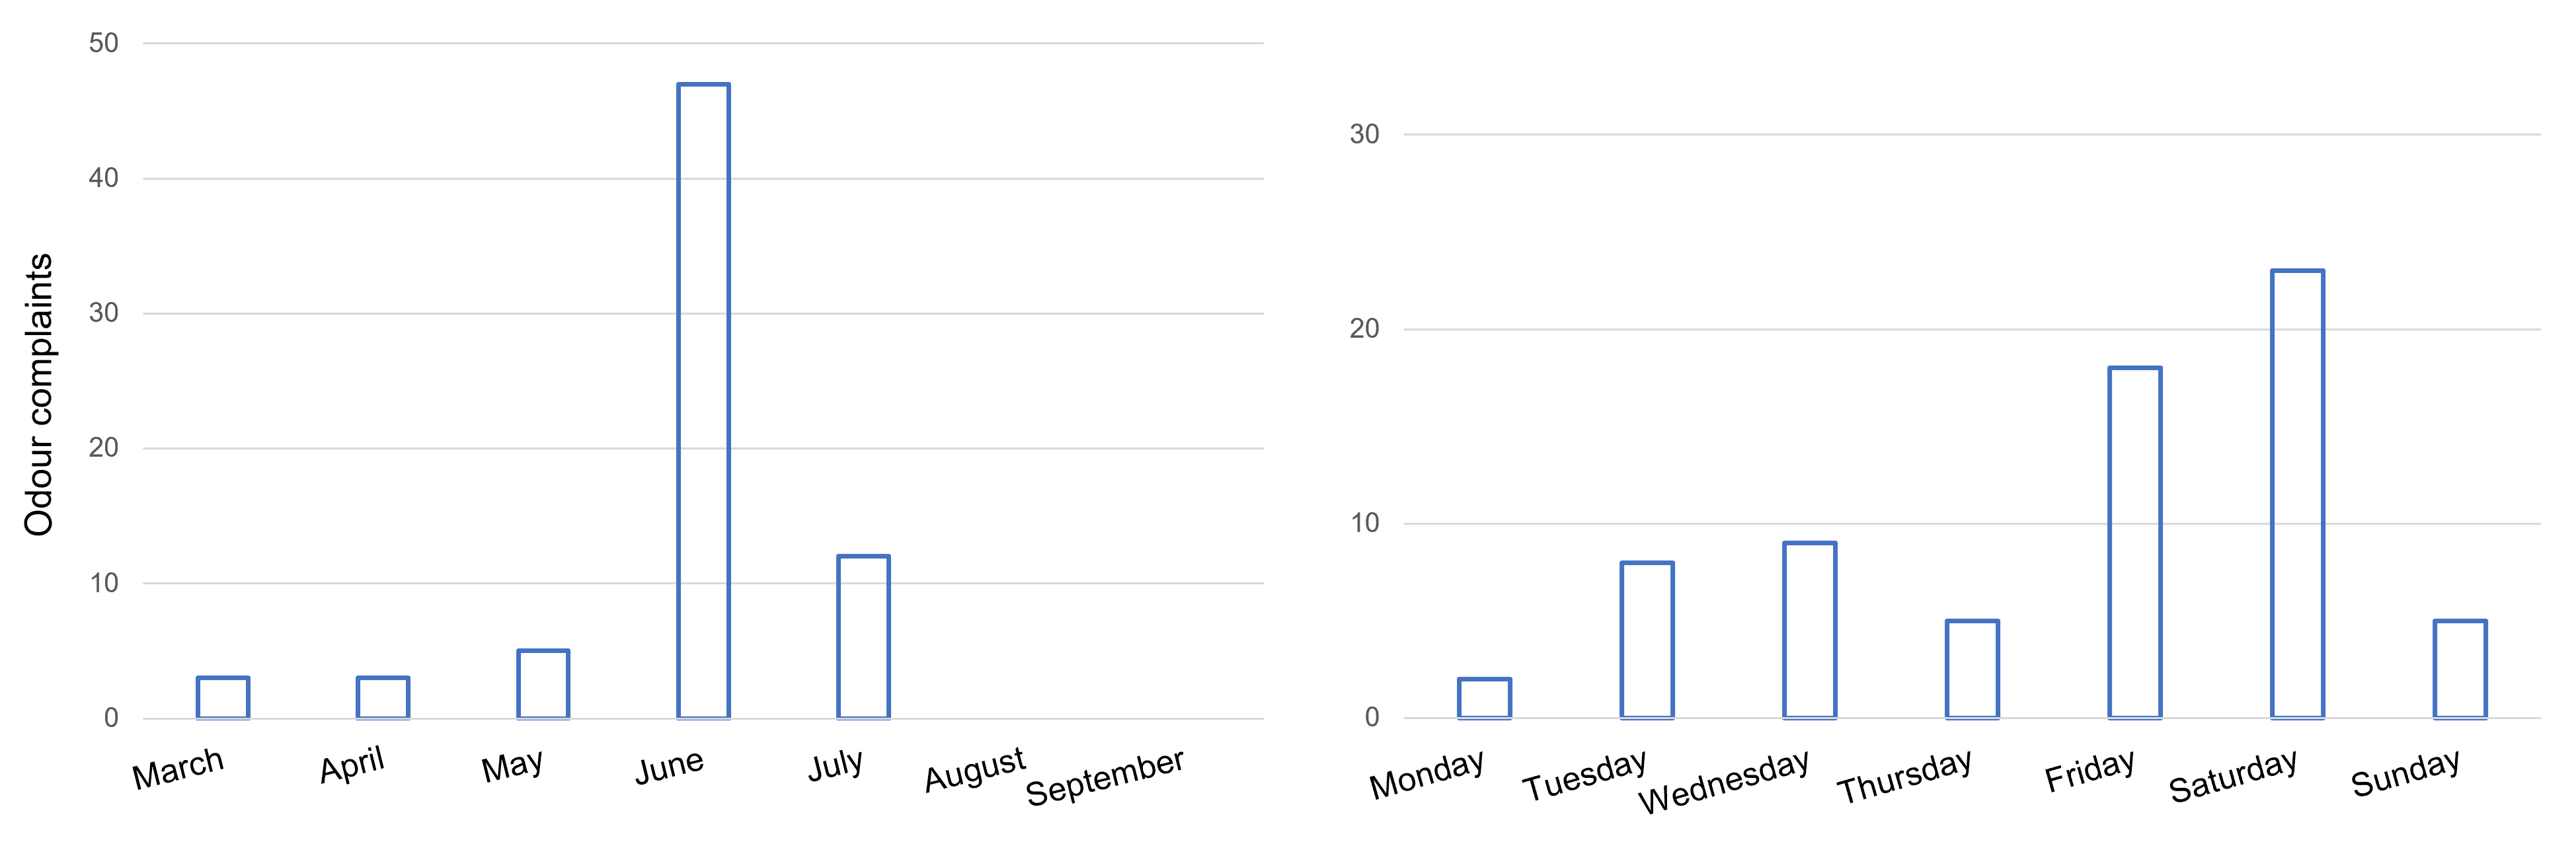 Odour complaints
50
40
30
20
10
0
March
April
May
June
July
August
September
30
20
10
0
Monday
Tuesday
Wednesday
Thursday
Friday
Saturday
Sunday